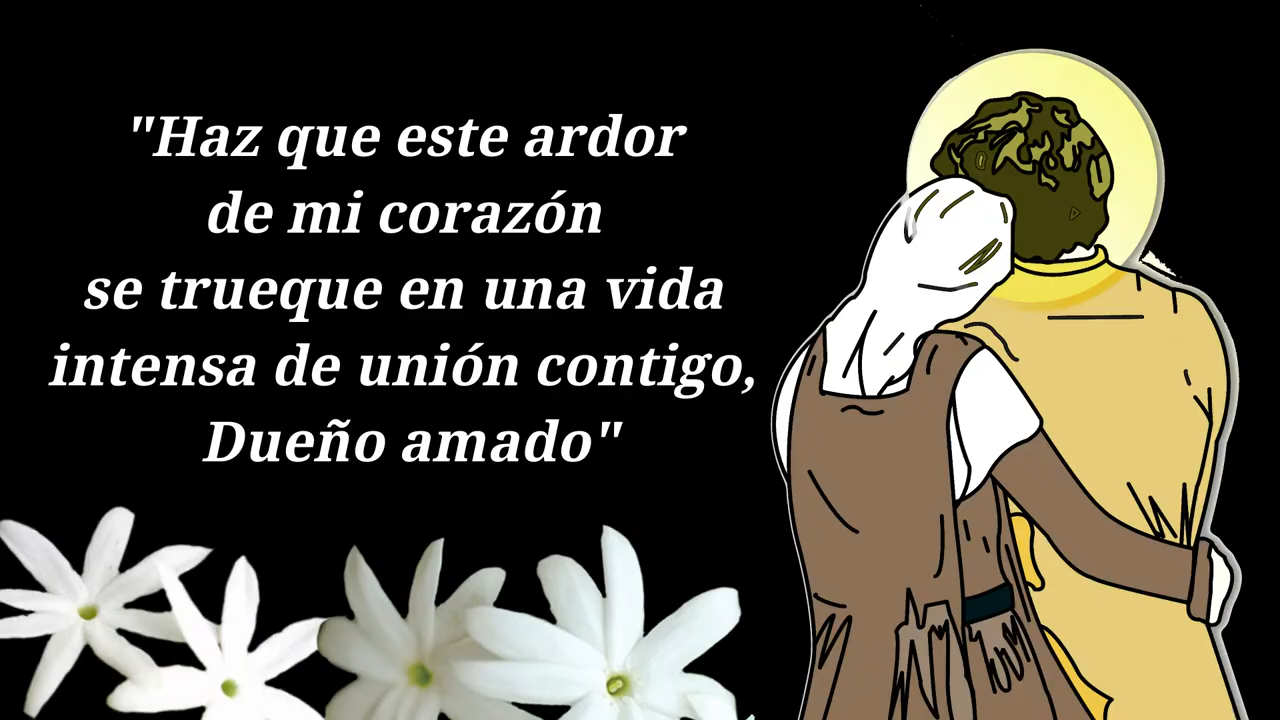 "Haz que este ardor
de mi corazón
se trueque en una vida
intensa de unión contigo,
Dueño amado"